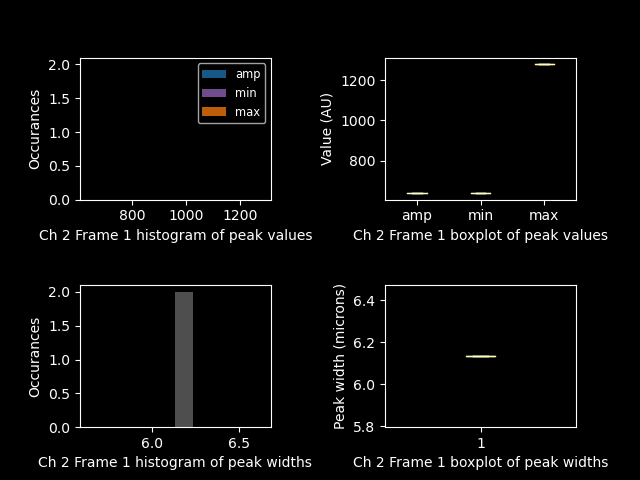 2.0
1.5
1.0
0.5
0.0
Occurances
amp
min
max
800 1000 1200
Ch 2 Frame 1 histogram of peak values
1200
1000
800
Value (AU)
amp min max
Ch 2 Frame 1 boxplot of peak values
2.0
1.5
1.0
0.5
0.0
Occurances
6.0 6.5
Ch 2 Frame 1 histogram of peak widths
6.4
6.2
6.0
5.8
Peak width (microns)
1
Ch 2 Frame 1 boxplot of peak widths